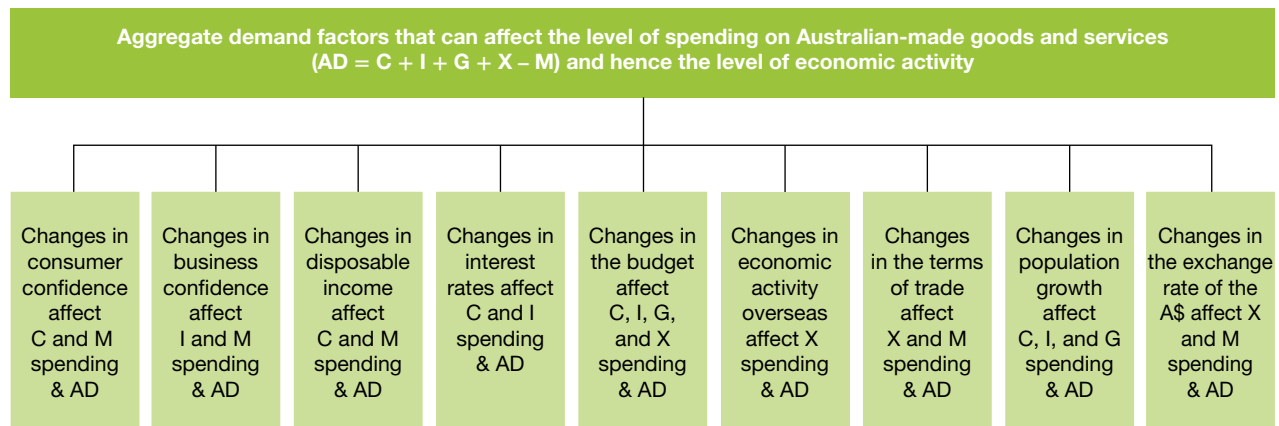 Aggregate demand factors that can affect the level of spending on Australian-made goods and services
(AD = C + I + G + X – M) and hence the level of economic activity
Changes in
consumer
confidence
affect
C and M
spending
& AD
Changes in
business
confidence
affect
I and M
spending
& AD
Changes in
disposable
income
affect
C and M
spending
& AD
Changes in
interest
rates affect
C and I
spending
& AD
Changes in
the budget
affect
C, I, G,
and X
spending
& AD
Changes in
economic
activity
overseas
affect X
spending
& AD
Changes
in the terms
of trade
affect
X and M
spending
& AD
Changes in
population
growth
affect
C, I, and G
spending
& AD
Changes in
the exchange
rate of the
A$ affect X
and M
spending
& AD